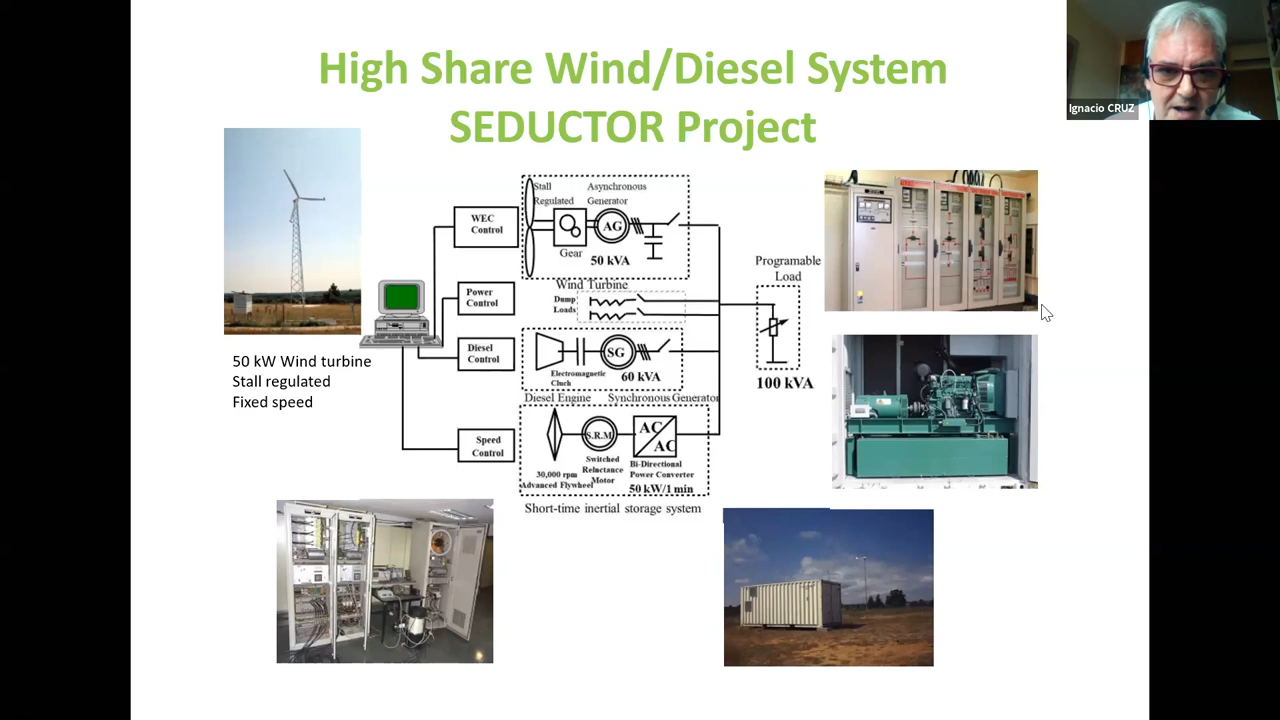 High Share Wind/Diesel System
SEDUCTOR Project
Ignacio CRUZ
50 kW Wind turbine
Stall regulated
Fixed speed
WEC
Control
Stall
Regulated
Asynchronous
Generator
AG
Gear
50 kVA
Wind Turbine
Power
Control
Dump
Loads
Programable
Load
100 kVA
Diesel
Control
SG
Electromagnetic
Cluch
60 kVA
Diesel Engine
Synchronous Generator
Speed
Control
S.R.M
AC
AC
30,000 rpm
Advanced Flywheel
Switched
Reluctance
Motor
Bi-Directional
Power Converter
50 kW/1 min
Short-time inertial storage system